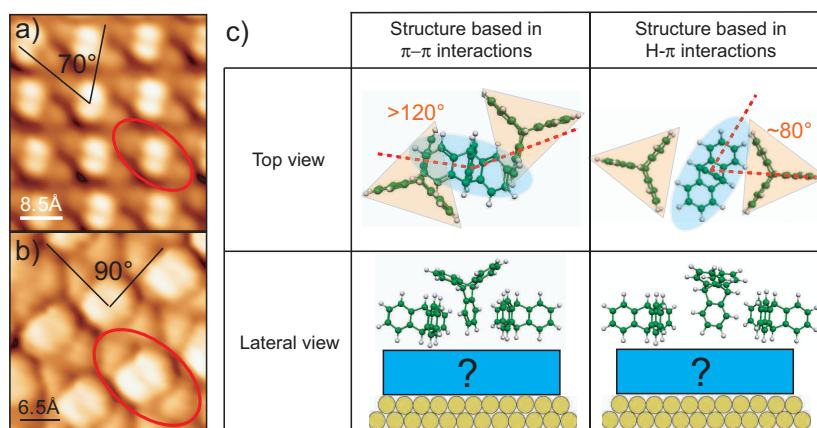 a)
70°
8.5Å
b)
90°
6.5Å
c)
Structure based in
π–π interactions
Structure based in
H-π interactions
Top view
>120°
~80°
Lateral view
?
?